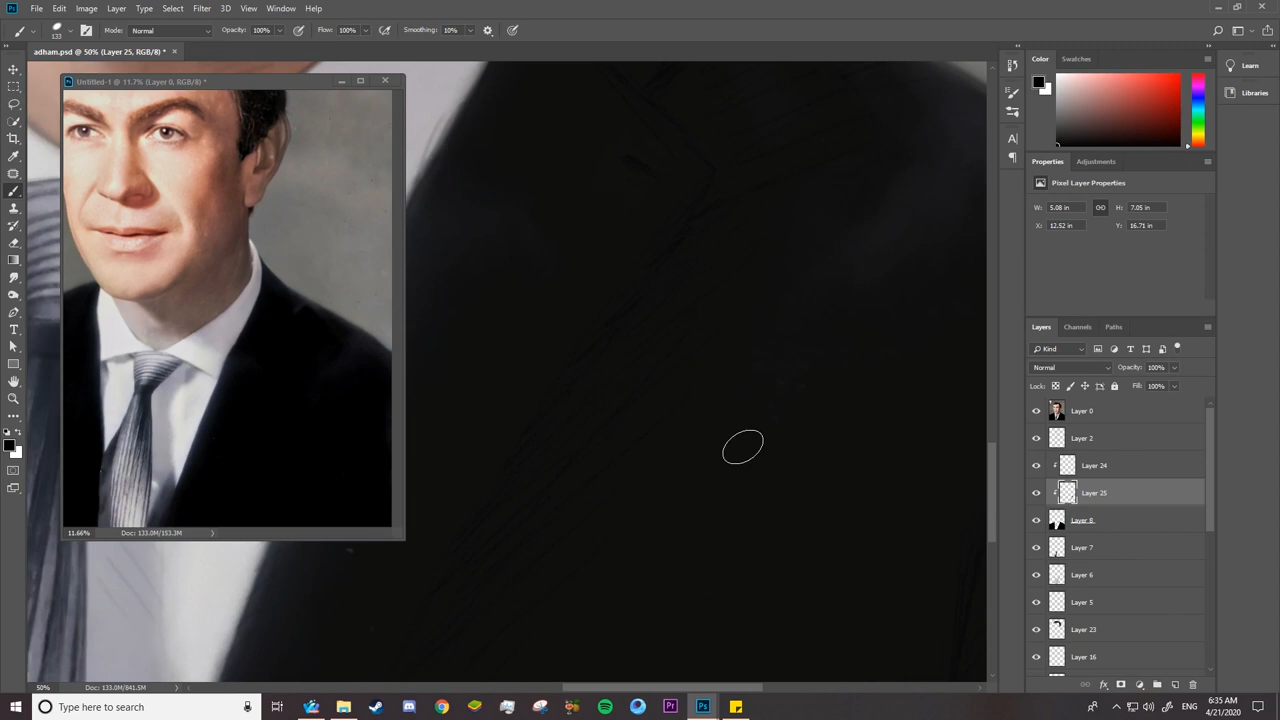 File Edit Image Layer Type Select Filter 3D View Window Help
133 Mode: Normal Opacity: 100% Flow: 100% Smoothing: 10%
adham.psd @ 50% (Layer 25, RGB/8) *
Untitled-1 @ 11.7% (Layer 0, RGB/8) *
11.66% Doc: 133.0M/153.3M
50% Doc: 133.0M/841.5M
Color Swatches
Learn
Libraries
Properties Adjustments
Pixel Layer Properties
W: 5.08 in H: 7.05 in
X: 12.52 in Y: 16.71 in
Layers Channels Paths
Kind
Normal Opacity: 100%
Lock: Fill: 100%
Layer 0
Layer 2
Layer 24
Layer 25
Layer 8
Layer 7
Layer 6
Layer 5
Layer 23
Layer 16
Type here to search
ENG
6:35 AM
4/21/2020